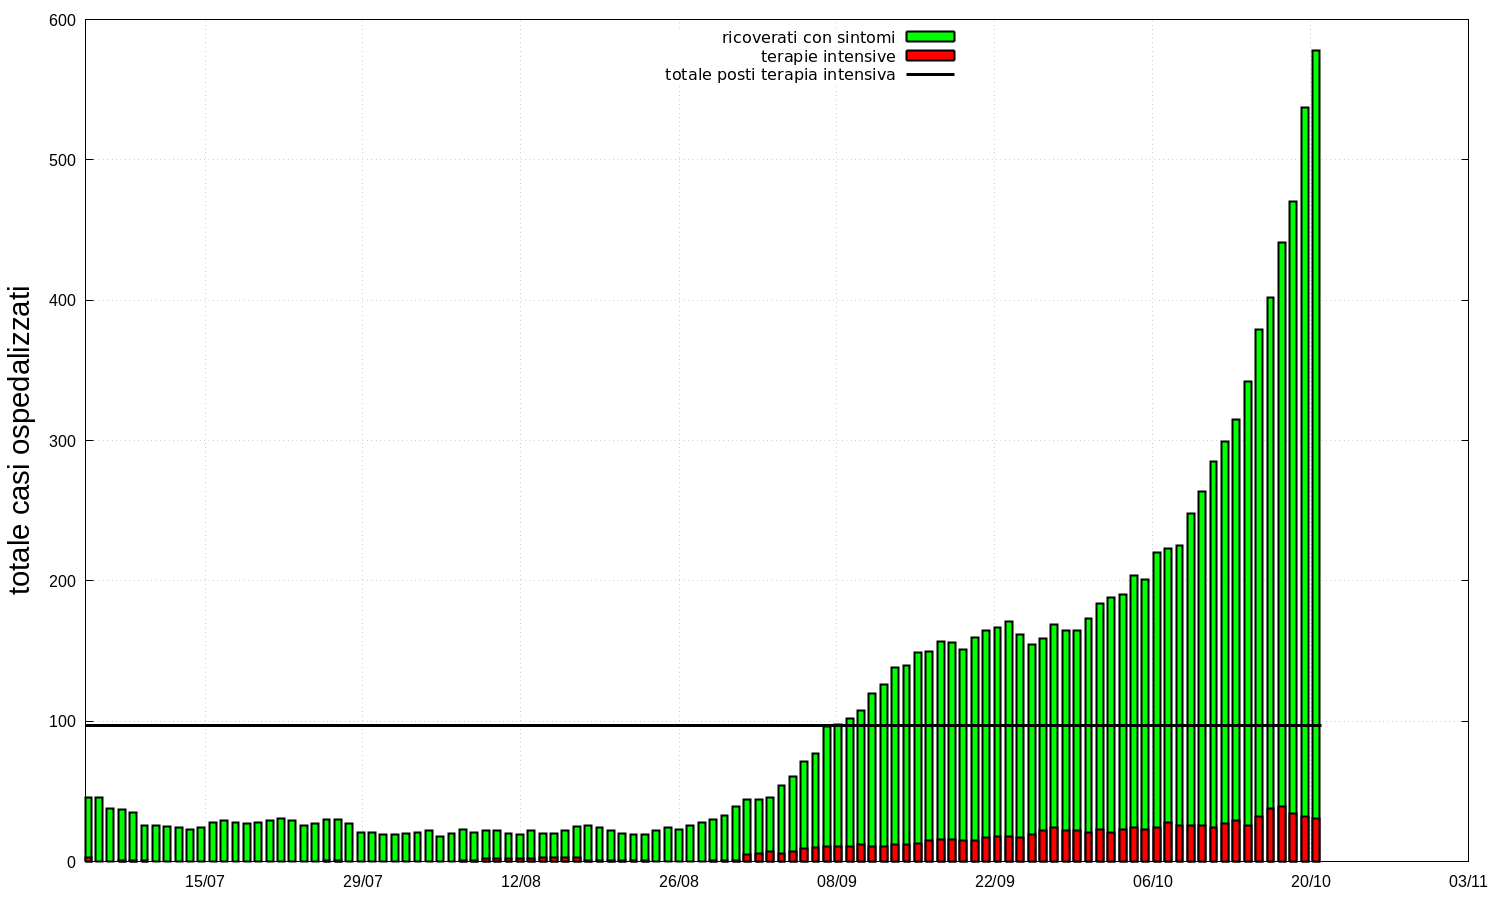 600
500
400
300
200
100
0
totale casi ospedalizzati
ricoverati con sintomi
terapie intensive
totale posti terapia intensiva
15/07 29/07 12/08 26/08 08/09 22/09 06/10 20/10 03/11